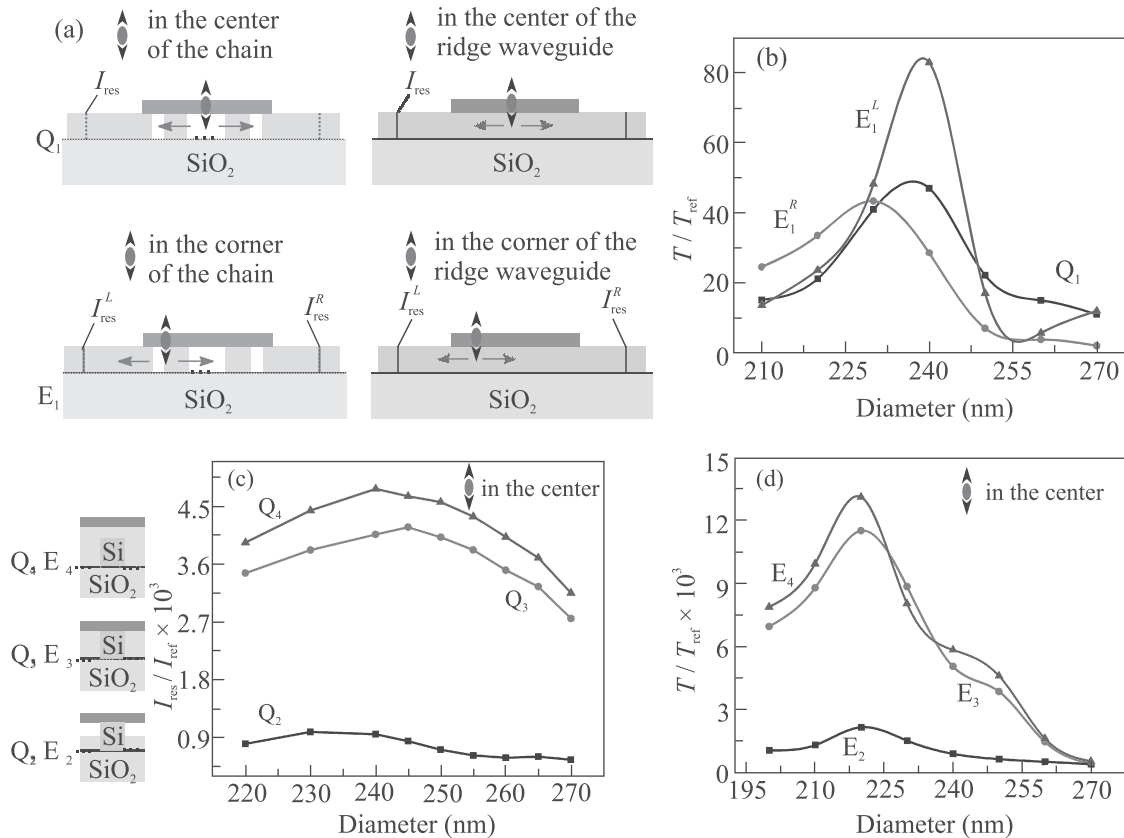 (a)
in the center
of the chain
in the center of the
ridge waveguide
I_res
I_res
Q_1
SiO_2
SiO_2
in the corner
of the chain
in the corner of the
ridge waveguide
I_res^L
I_res^R
I_res^L
I_res^R
E_1
SiO_2
SiO_2
(b)
E_1^L
E_1^R
Q_1
T / T_ref
80
60
40
20
0
210 225 240 255 270
Diameter (nm)
Q_4, E_4
Si
SiO_2
Q_3, E_3
Si
SiO_2
Q_2, E_2
Si
SiO_2
(c)
in the center
Q_4
Q_3
Q_2
I_res / I_ref × 10^3
4.5
3.6
2.7
1.8
0.9
220 230 240 250 260 270
Diameter (nm)
(d)
in the center
E_4
E_3
E_2
T / T_ref × 10^3
15
12
9
6
3
0
195 210 225 240 255 270
Diameter (nm)